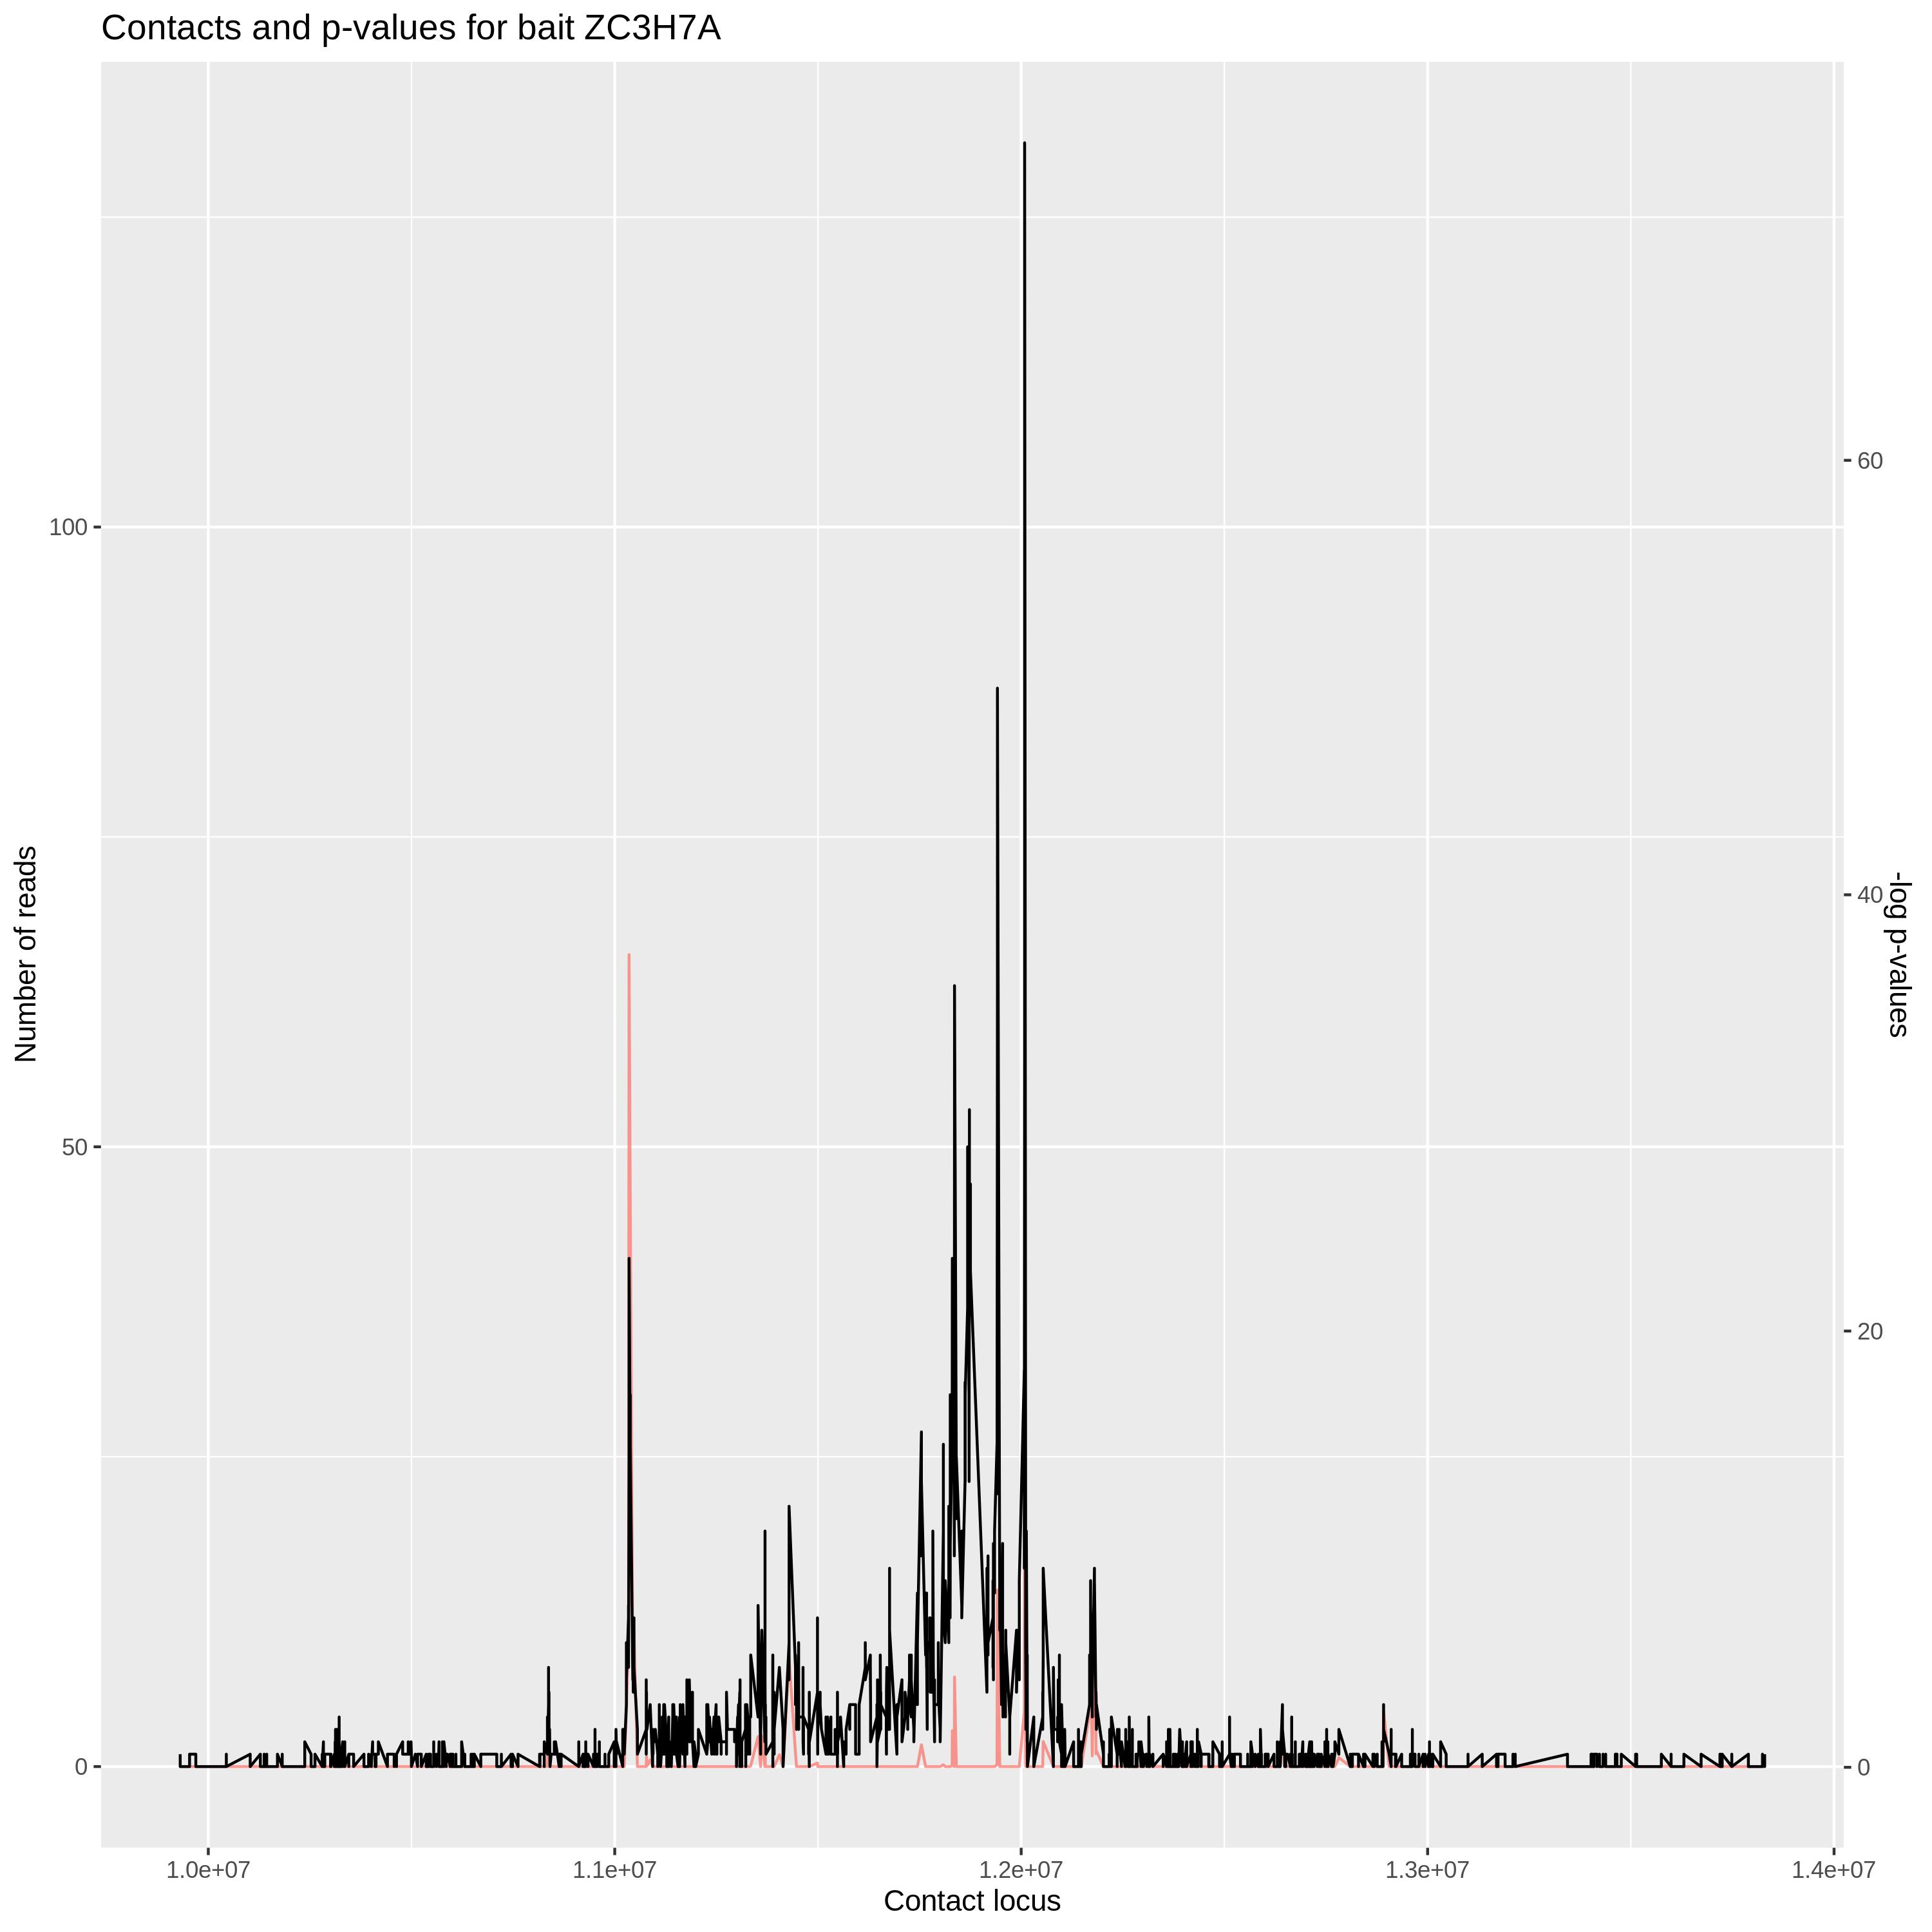 Contacts and p-values for bait ZC3H7A
100
50
0
Number of reads
60
40
20
0
-log p-values
1.0e+07
1.1e+07
1.2e+07
1.3e+07
1.4e+07
Contact locus